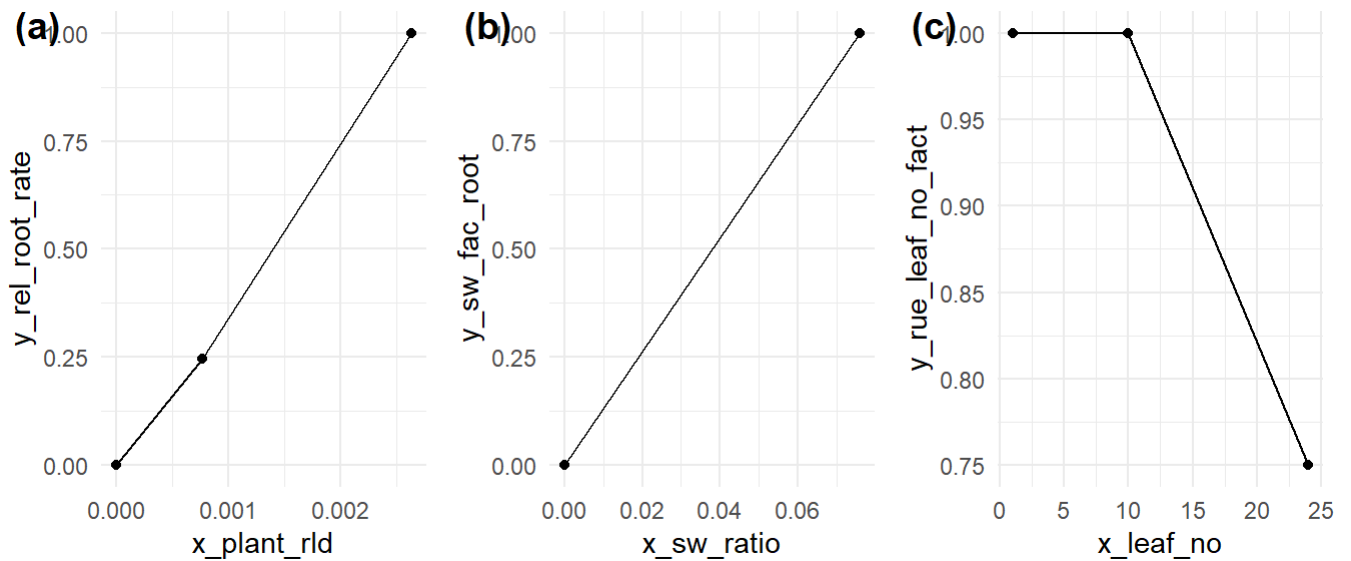 (a)
1.00
0.75
0.50
0.25
0.00
y_rel_root_rate
0.000 0.001 0.002
x_plant_rld
(b)
1.00
0.75
0.50
0.25
0.00
y_sw_fac_root
0.00 0.02 0.04 0.06
x_sw_ratio
(c)
1.00
0.95
0.90
0.85
0.80
0.75
y_rue_leaf_no_fact
0 5 10 15 20 25
x_leaf_no